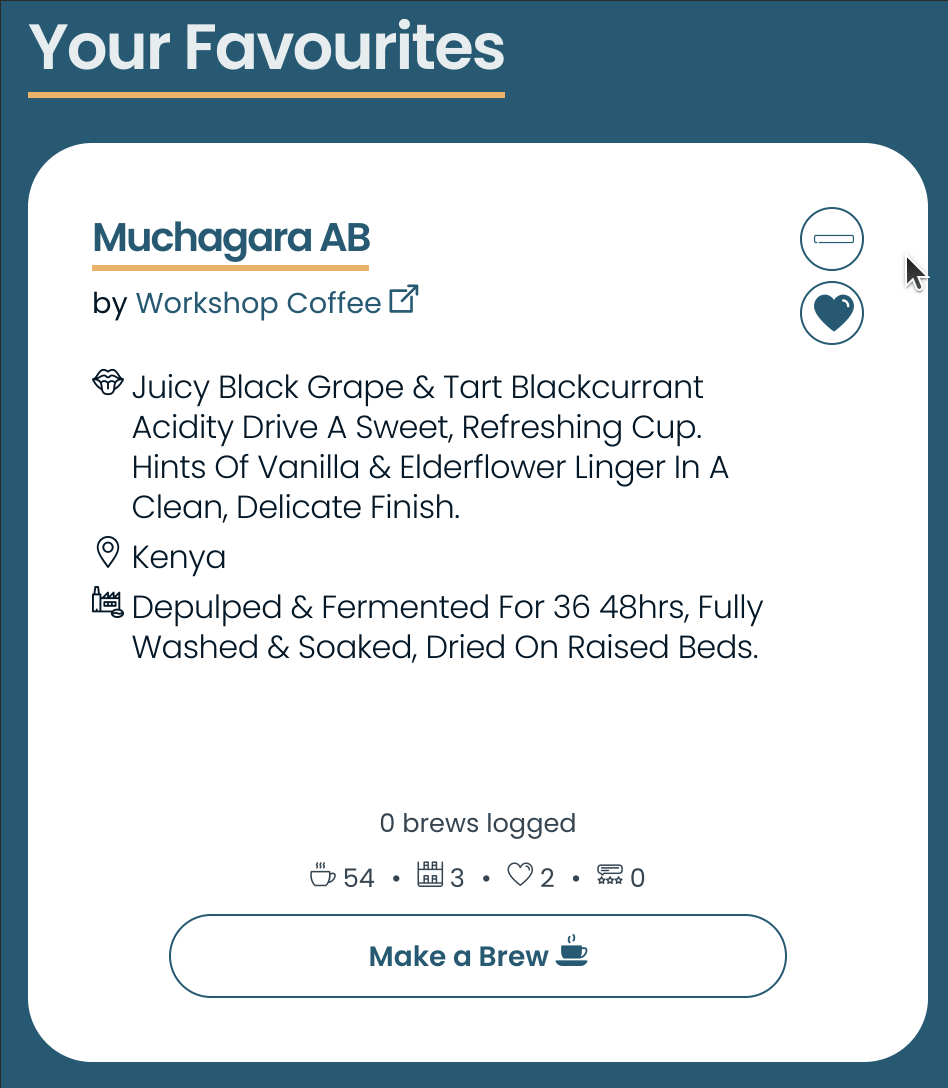 Your Favourites
Muchagara AB
by Workshop Coffee
Juicy Black Grape & Tart Blackcurrant
Acidity Drive A Sweet, Refreshing Cup.
Hints Of Vanilla & Elderflower Linger In A
Clean, Delicate Finish.
Kenya
Depulped & Fermented For 36 48hrs, Fully
Washed & Soaked, Dried On Raised Beds.
0 brews logged
54 • 3 • 2 • 0
Make a Brew